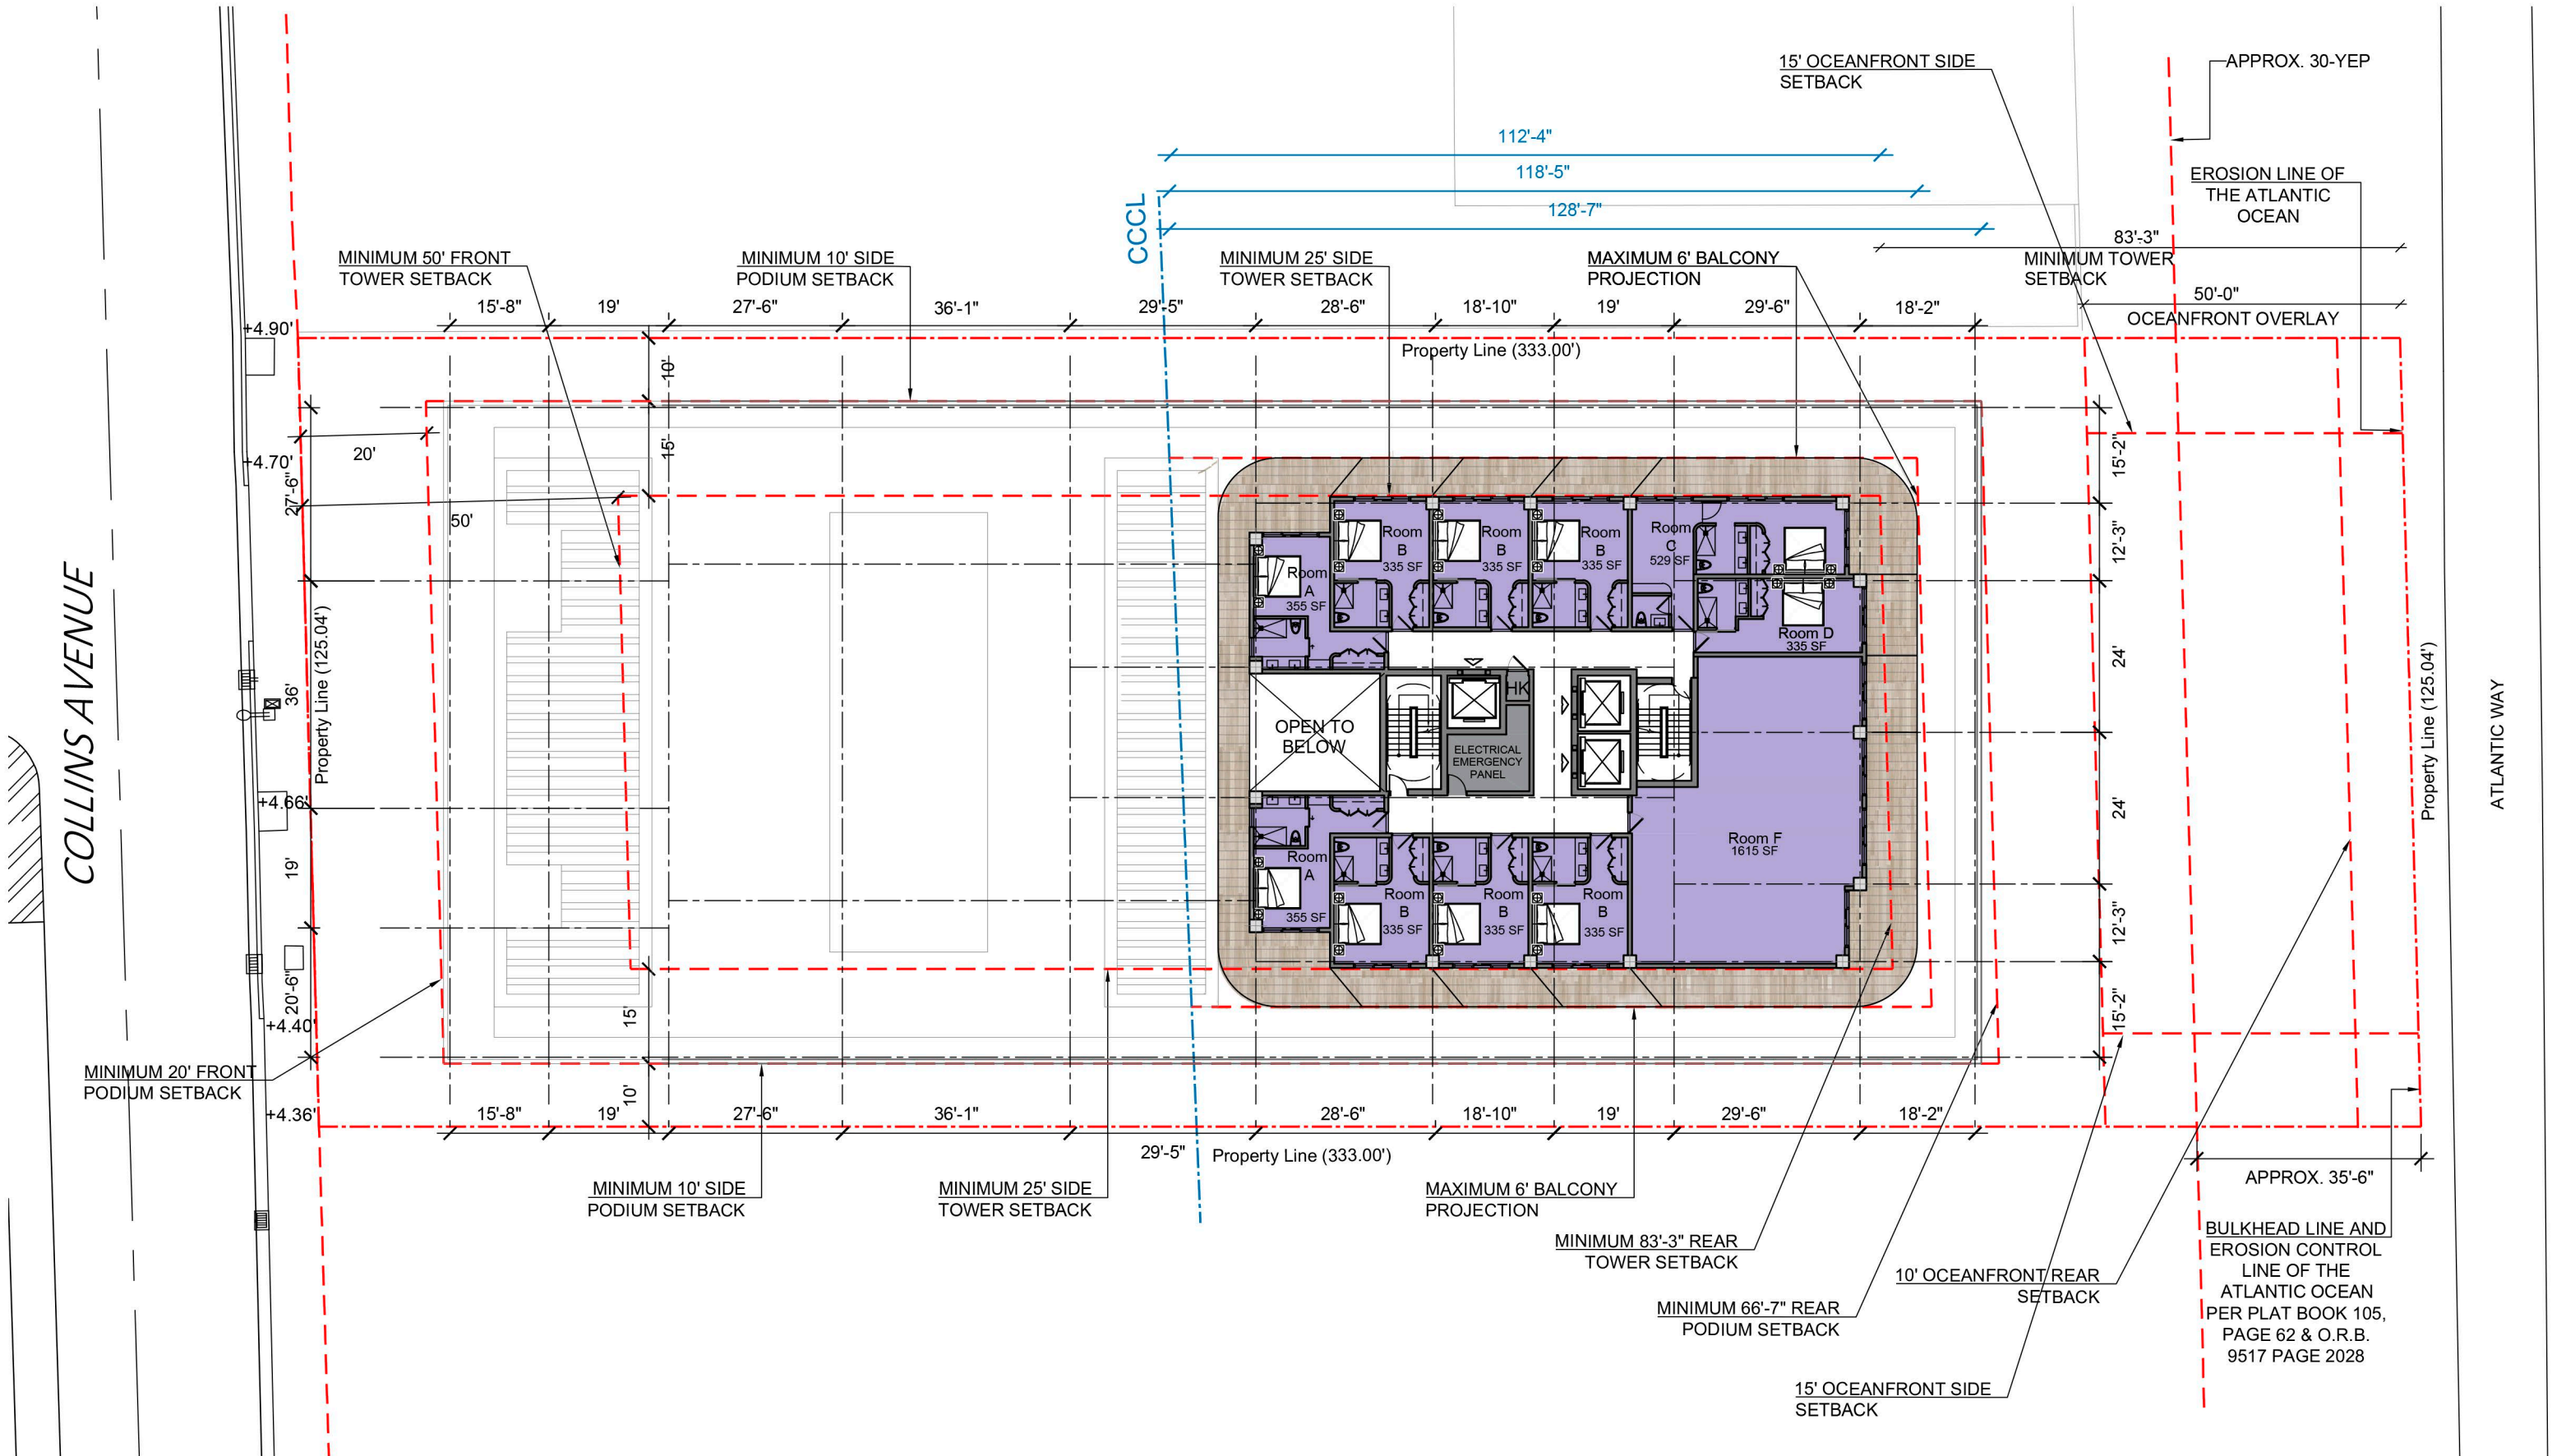 15' OCEANFRONT SIDE
SETBACK
APPROX. 30-YEP
112'-4"
118'-5"
128'-7"
EROSION LINE OF
THE ATLANTIC
OCEAN
CCCL
83'-3"
MINIMUM TOWER
SETBACK
50'-0"
OCEANFRONT OVERLAY
MINIMUM 50' FRONT
TOWER SETBACK
MINIMUM 10' SIDE
PODIUM SETBACK
MINIMUM 25' SIDE
TOWER SETBACK
MAXIMUM 6' BALCONY
PROJECTION
15'-8"
19'
27'-6"
36'-1"
29'-5"
28'-6"
18'-10"
19'
29'-6"
18'-2"
+4.90'
Property Line (333.00')
10'
20'
+4.70'
27'-6"
15'
50'
15'-2"
12'-3"
24'
24'
12'-3"
15'-2"
COLLINS AVENUE
Property Line (125.04')
36'
+4.66'
19'
20'-6"
+4.40'
+4.36'
Room
A
355 SF
Room
B
335 SF
Room
B
335 SF
Room
B
335 SF
Room
C
529 SF
Room D
335 SF
OPEN TO
BELOW
HK
ELECTRICAL
EMERGENCY
PANEL
Room F
1615 SF
Room
A
355 SF
Room
B
335 SF
Room
B
335 SF
Room
B
335 SF
Property Line (125.04')
ATLANTIC WAY
15'
10'
MINIMUM 20' FRONT
PODIUM SETBACK
15'-8"
19'
27'-6"
36'-1"
29'-5"
28'-6"
18'-10"
19'
29'-6"
18'-2"
Property Line (333.00')
MINIMUM 10' SIDE
PODIUM SETBACK
MINIMUM 25' SIDE
TOWER SETBACK
MAXIMUM 6' BALCONY
PROJECTION
MINIMUM 83'-3" REAR
TOWER SETBACK
MINIMUM 66'-7" REAR
PODIUM SETBACK
10' OCEANFRONT REAR
SETBACK
15' OCEANFRONT SIDE
SETBACK
APPROX. 35'-6"
BULKHEAD LINE AND
EROSION CONTROL
LINE OF THE
ATLANTIC OCEAN
PER PLAT BOOK 105,
PAGE 62 & O.R.B.
9517 PAGE 2028